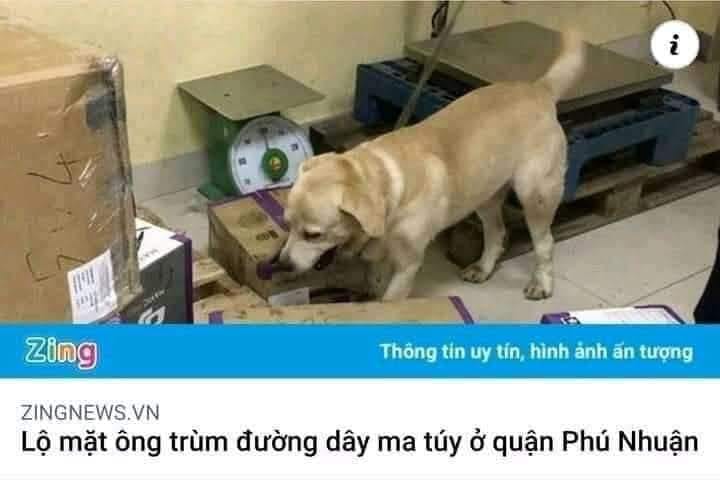 Zing
Thông tin uy tín, hình ảnh ấn tượng
ZINGNEWS.VN
Lộ mặt ông trùm đường dây ma túy ở quận Phú Nhuận